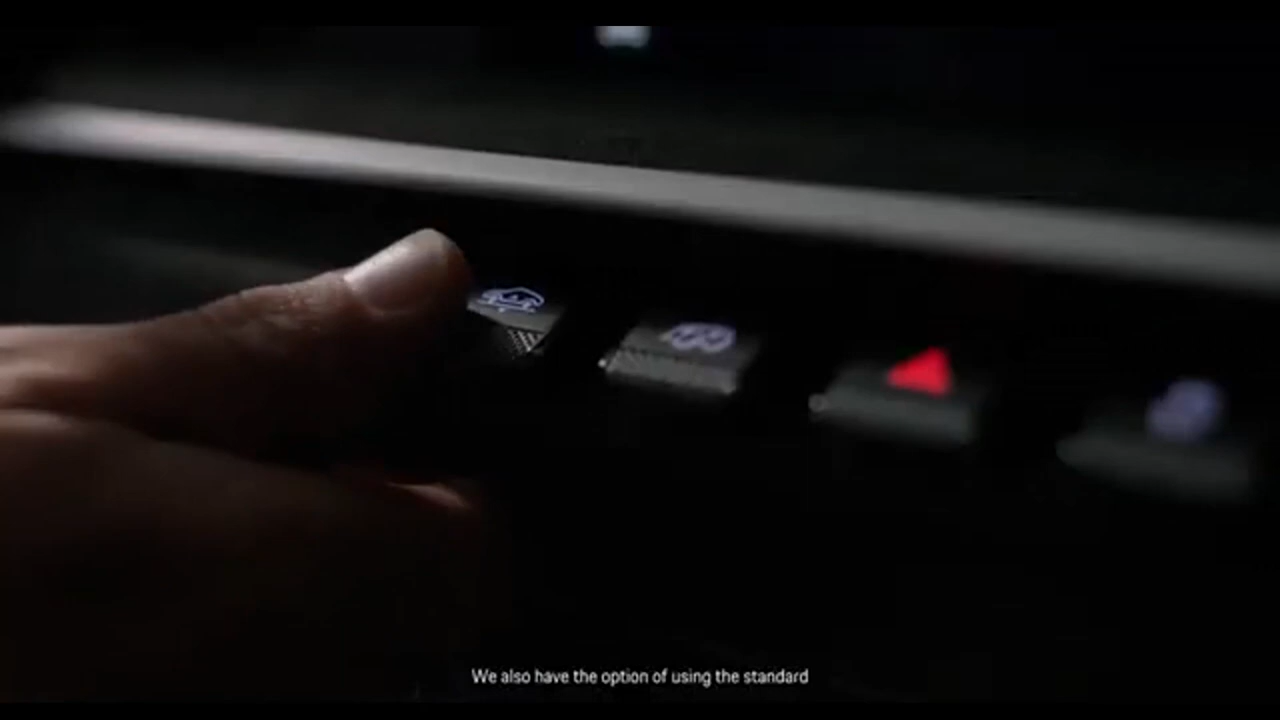 We also have the option of using the standard